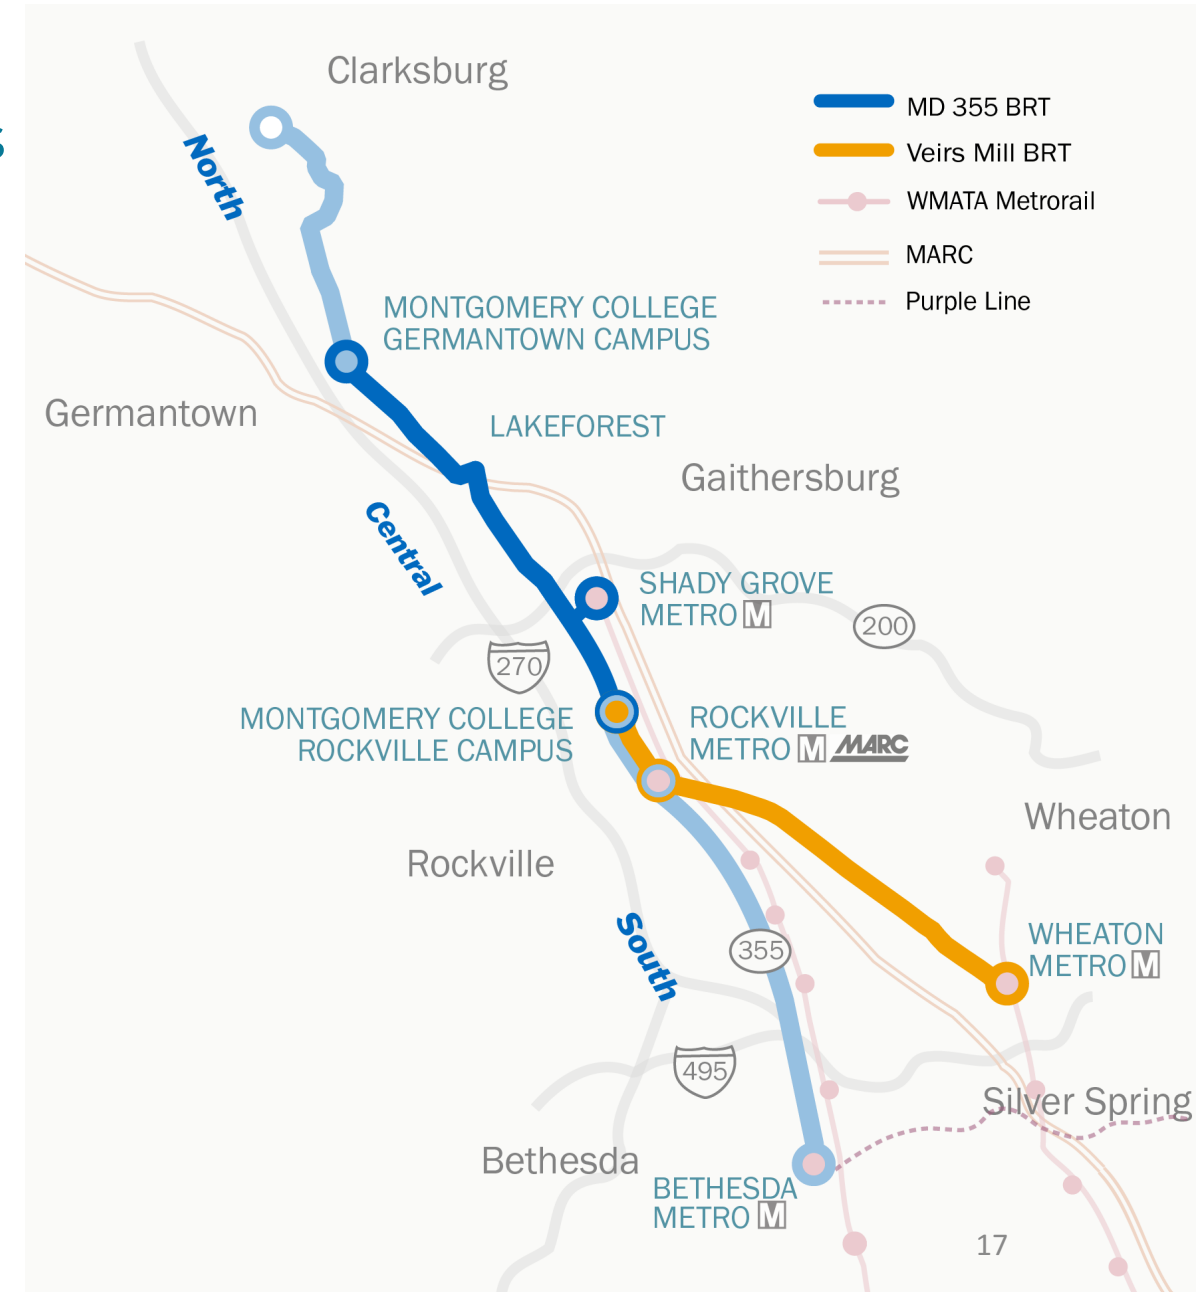 Clarksburg
MD 355 BRT
Veirs Mill BRT
WMATA Metrorail
MARC
Purple Line
North
MONTGOMERY COLLEGE
GERMANTOWN CAMPUS
Germantown
LAKEFOREST
Gaithersburg
Central
SHADY GROVE
METRO M
200
270
MONTGOMERY COLLEGE
ROCKVILLE CAMPUS
ROCKVILLE
METRO M MARC
Wheaton
Rockville
South
355
WHEATON
METRO M
495
Silver Spring
Bethesda
BETHESDA
METRO M
17